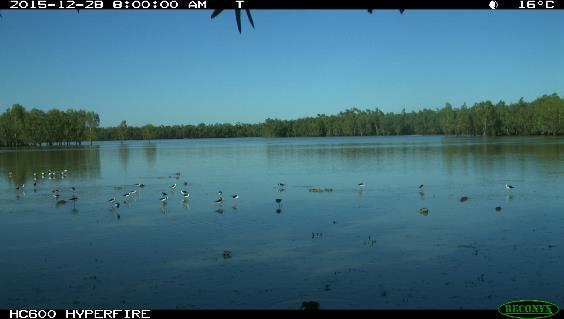 2015-12-28 8:00:00 AM T 16°C
HC600 HYPERFIRE RECONYX